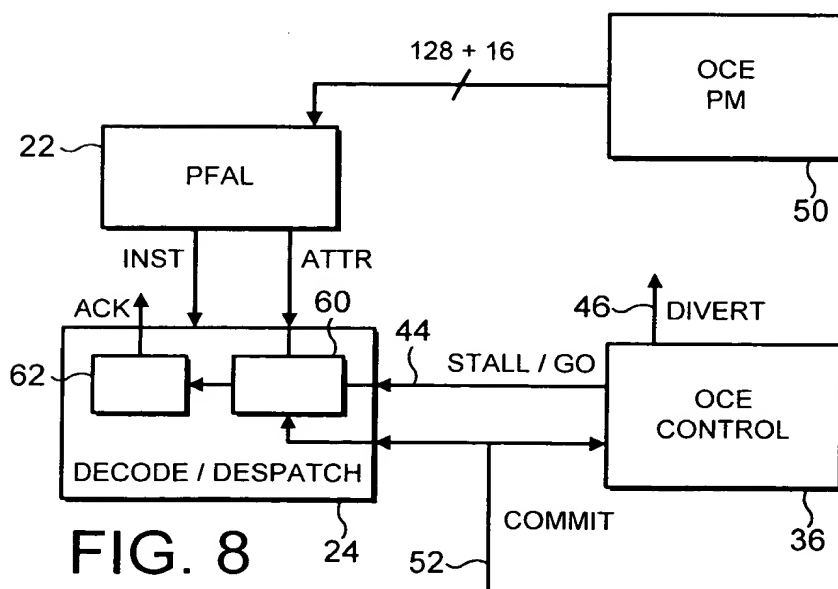 128 + 16
OCE
PM
50
22
PFAL
INST
ATTR
ACK
60
44
46
DIVERT
62
STALL / GO
OCE
CONTROL
DECODE / DESPATCH
COMMIT
24
52
36
FIG. 8